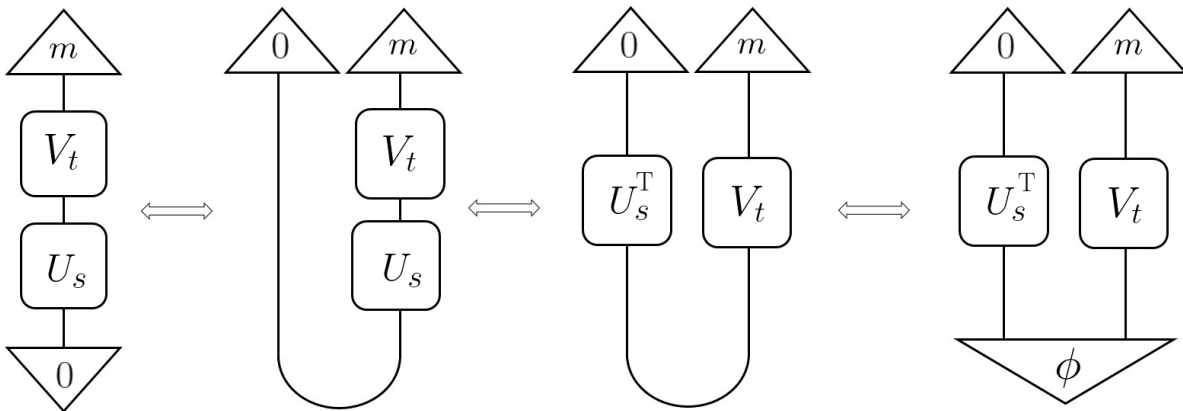 m 0 m 0 m 0 m
V_t V_t U_s^T V_t U_s^T V_t
U_s U_s
0 ϕ